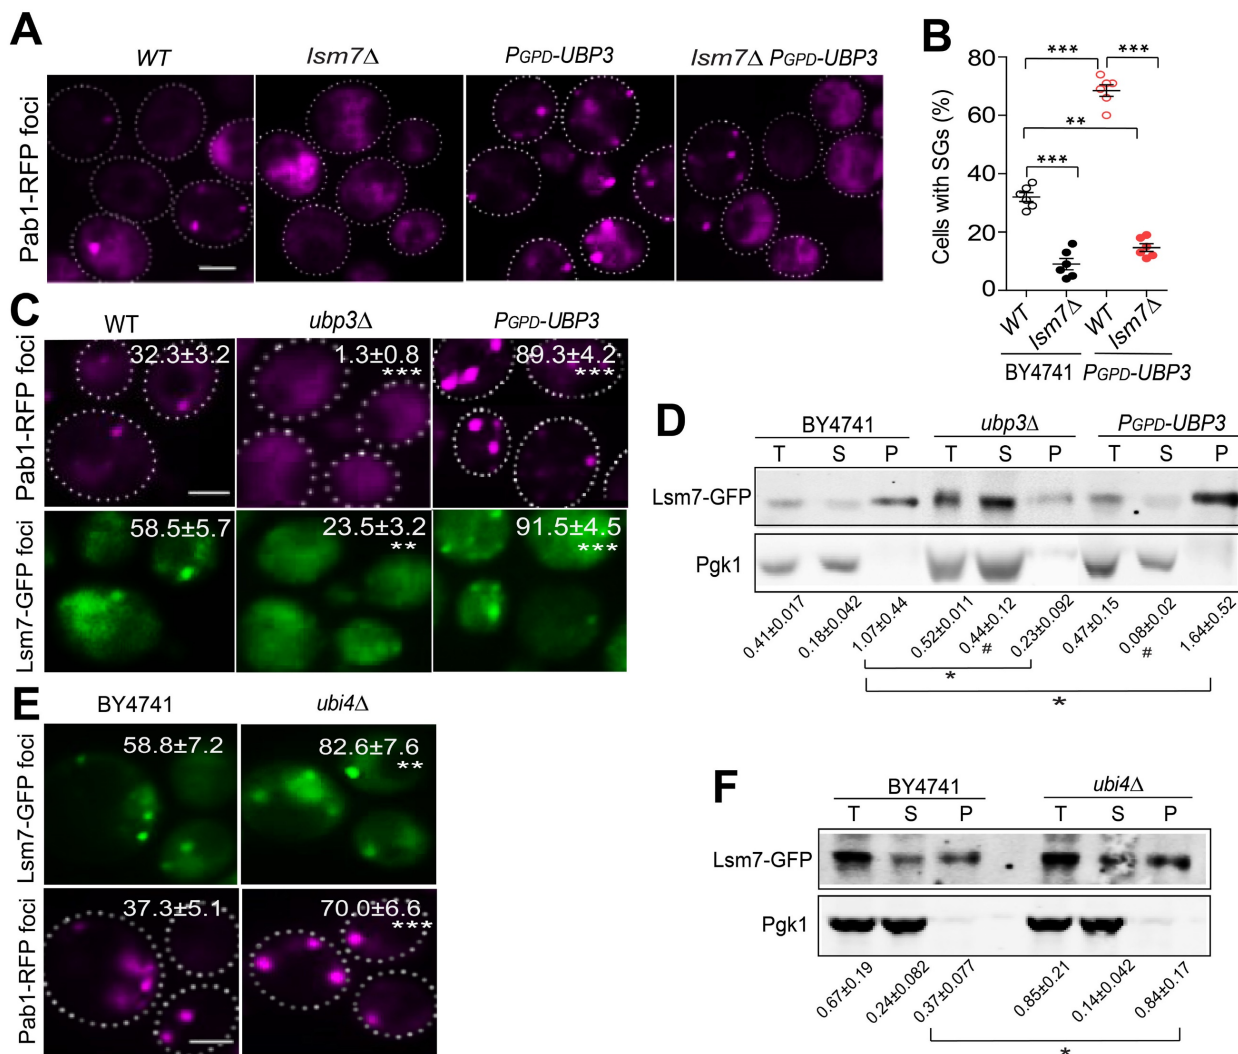 A
WT lsm7Δ PGPD-UBP3 lsm7Δ PGPD-UBP3
Pab1-RFP foci
B
Cells with SGs (%)
80
60
40
20
0
*** ***
**
***
WT lsm7Δ WT lsm7Δ
BY4741 PGPD-UBP3
C
WT ubp3Δ PGPD-UBP3
Pab1-RFP foci
32.3±3.2 1.3±0.8 89.3±4.2
*** ***
Lsm7-GFP foci
58.5±5.7 23.5±3.2 91.5±4.5
** ***
D
BY4741 ubp3Δ PGPD-UBP3
T S P T S P T S P
Lsm7-GFP
Pgk1
0.41±0.017 0.18±0.042 1.07±0.44 0.52±0.011 0.44±0.12 0.23±0.092 0.47±0.15 0.08±0.02 1.64±0.52
# #
*
*
E
BY4741 ubi4Δ
Lsm7-GFP foci
58.8±7.2 82.6±7.6
**
Pab1-RFP foci
37.3±5.1 70.0±6.6
***
F
BY4741 ubi4Δ
T S P T S P
Lsm7-GFP
Pgk1
0.67±0.19 0.24±0.082 0.37±0.077 0.85±0.21 0.14±0.042 0.84±0.17
*